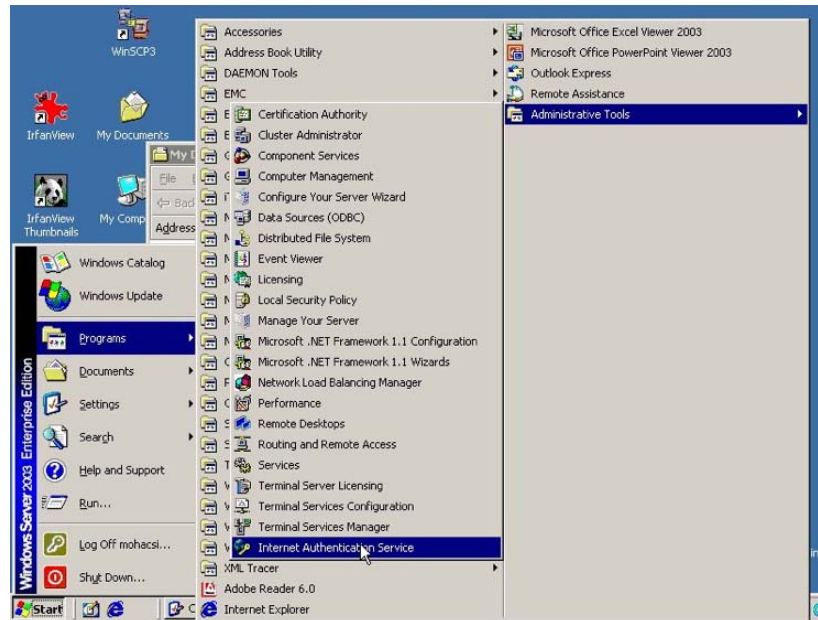 WinSCP3
IrfanView
My Documents
IrfanView
Thumbnails
My Comp
My D
File
Back
Address
Windows Server 2003 Enterprise Edition
Windows Catalog
Windows Update
Programs
Documents
Settings
Search
Help and Support
Run...
Log Off mohacsi...
Shut Down...
Start
Accessories
Address Book Utility
DAEMON Tools
EMC
XML Tracer
Adobe Reader 6.0
Internet Explorer
Certification Authority
Cluster Administrator
Component Services
Computer Management
Configure Your Server Wizard
Data Sources (ODBC)
Distributed File System
Event Viewer
Licensing
Local Security Policy
Manage Your Server
Microsoft .NET Framework 1.1 Configuration
Microsoft .NET Framework 1.1 Wizards
Network Load Balancing Manager
Performance
Remote Desktops
Routing and Remote Access
Services
Terminal Server Licensing
Terminal Services Configuration
Terminal Services Manager
Internet Authentication Service
Microsoft Office Excel Viewer 2003
Microsoft Office PowerPoint Viewer 2003
Outlook Express
Remote Assistance
Administrative Tools